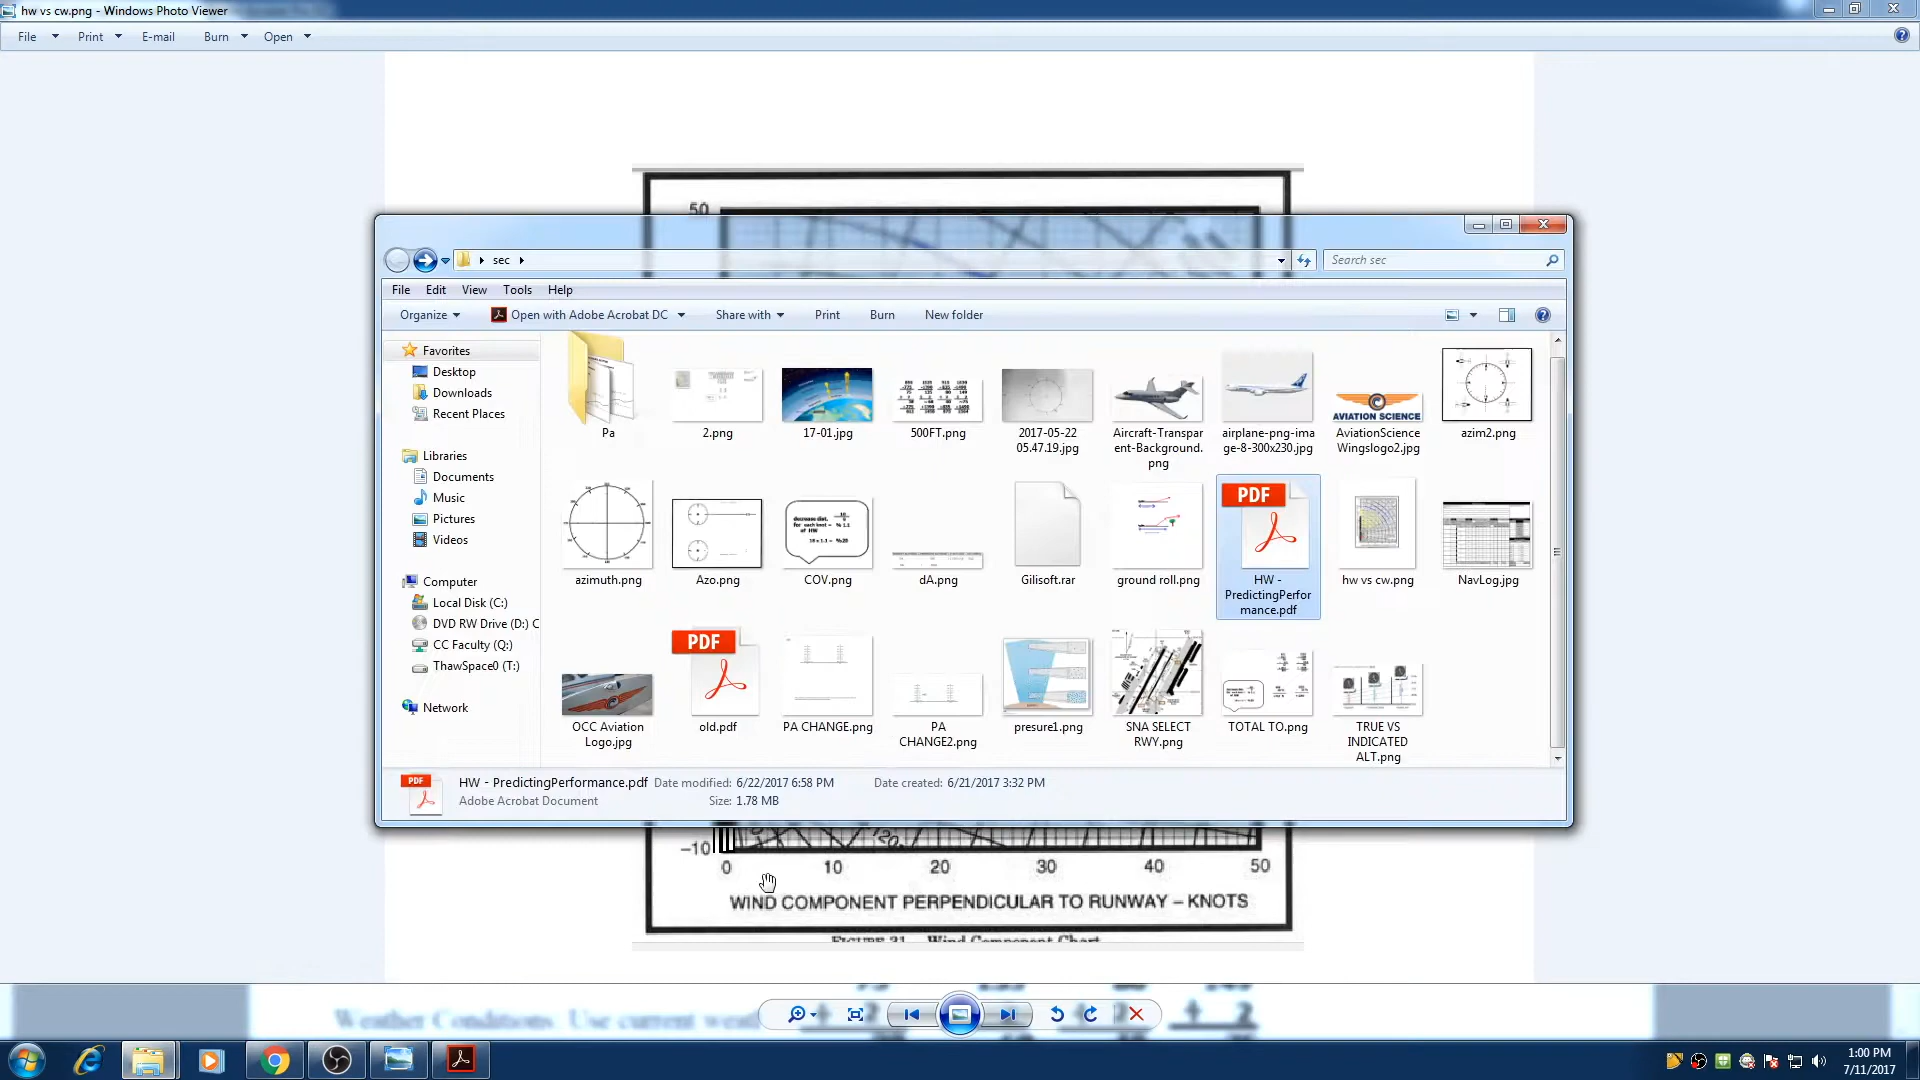 hw vs cw.png - Windows Photo Viewer
File Print E-mail Burn Open
50
sec
Search sec
File Edit View Tools Help
Organize Open with Adobe Acrobat DC Share with Print Burn New folder
Favorites
Desktop
Downloads
Recent Places
Libraries
Documents
Music
Pictures
Videos
Computer
Local Disk (C:)
DVD RW Drive (D:) C
CC Faculty (Q:)
ThawSpace0 (T:)
Network
Pa
2.png
17-01.jpg
500FT.png
2017-05-22
05.47.19.jpg
Aircraft-Transpar
ent-Background.
png
airplane-png-ima
ge-8-300x230.jpg
AVIATION SCIENCE
AviationScience
Wingslogo2.jpg
azim2.png
azimuth.png
Azo.png
COV.png
dA.png
Gilisoft.rar
ground roll.png
PDF
HW -
PredictingPerfor
mance.pdf
hw vs cw.png
NavLog.jpg
OCC Aviation
Logo.jpg
PDF
old.pdf
PA CHANGE.png
PA
CHANGE2.png
presure1.png
SNA SELECT
RWY.png
TOTAL TO.png
TRUE VS
INDICATED
ALT.png
PDF
HW - PredictingPerformance.pdf Date modified: 6/22/2017 6:58 PM Date created: 6/21/2017 3:32 PM
Adobe Acrobat Document Size: 1.78 MB
-10
0 10 20 30 40 50
WIND COMPONENT PERPENDICULAR TO RUNWAY – KNOTS
Weather Conditions: Use current
1:00 PM
7/11/2017